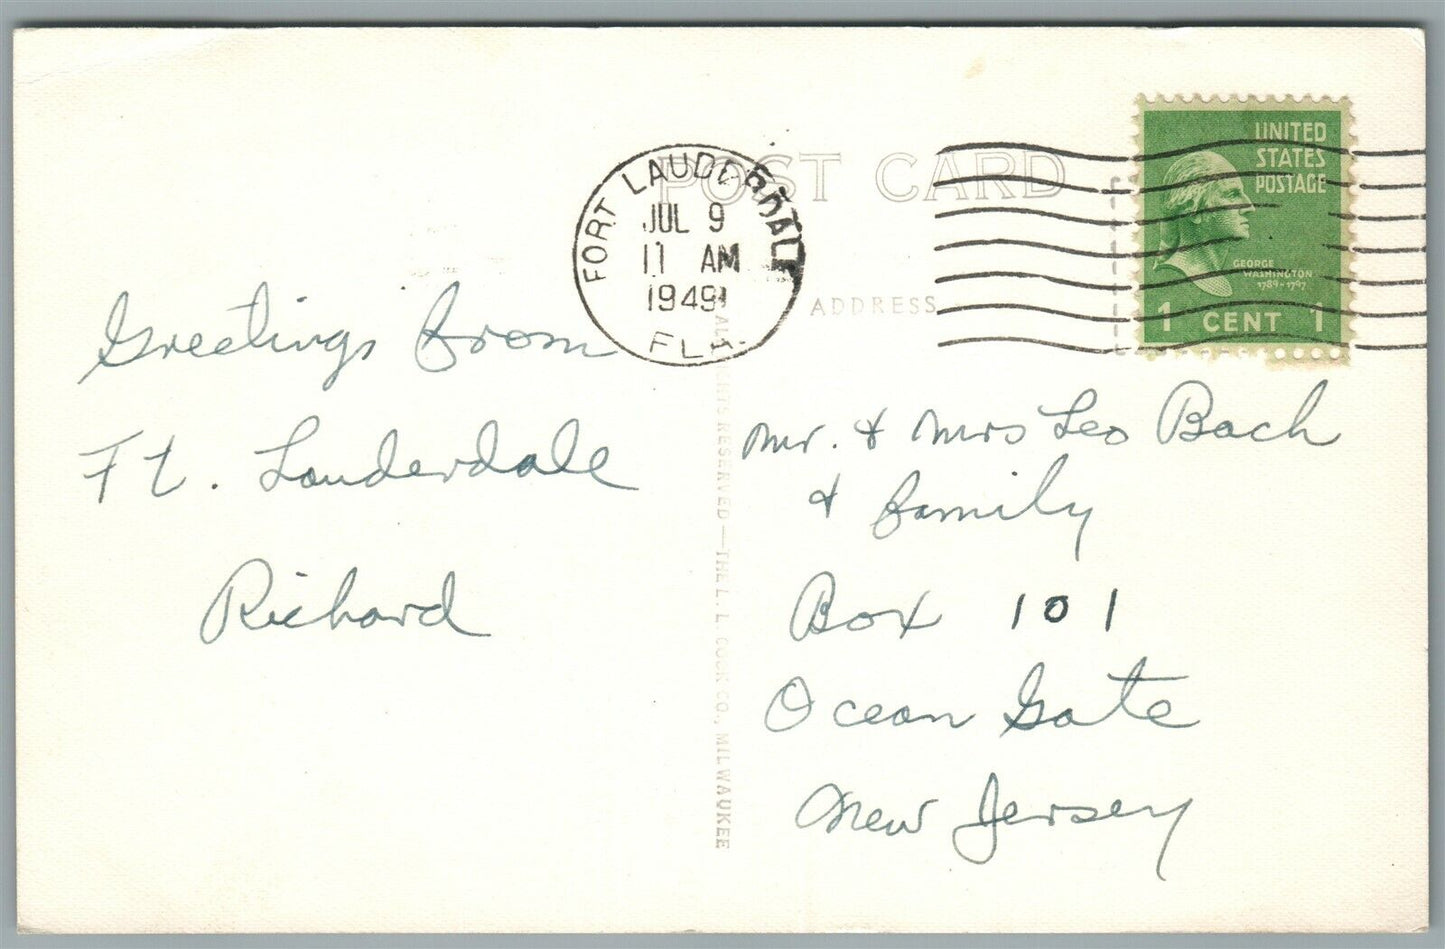 POST CARD
FORT LAUDERDALE
JUL 9
11 AM
1949
FLA.
UNITED
STATES
POSTAGE
GEORGE
WASHINGTON
1789-1797
1 CENT 1
ADDRESS
Greetings from
Ft. Lauderdale
Richard
ALL RIGHTS RESERVED—THE L. L. COOK CO., MILWAUKEE
Mr. & Mrs Leo Bach
& family
Box 101
Ocean Gate
New Jersey